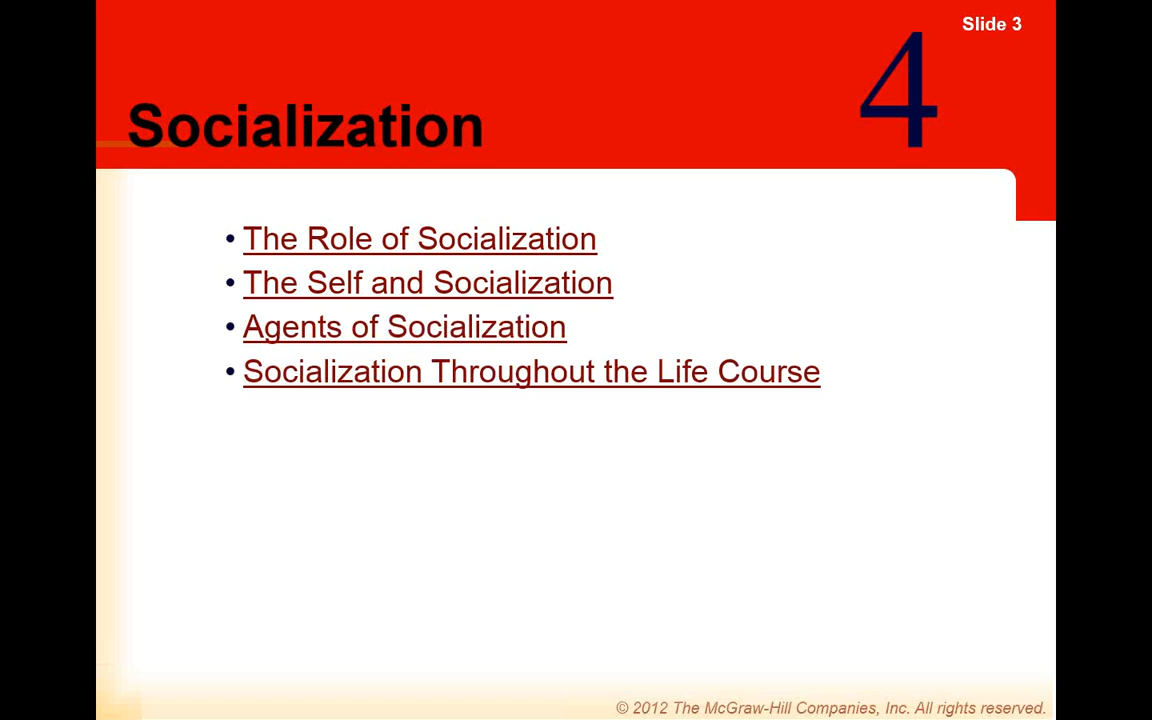 Slide 3
4
Socialization
• The Role of Socialization
• The Self and Socialization
• Agents of Socialization
• Socialization Throughout the Life Course
© 2012 The McGraw-Hill Companies, Inc. All rights reserved.